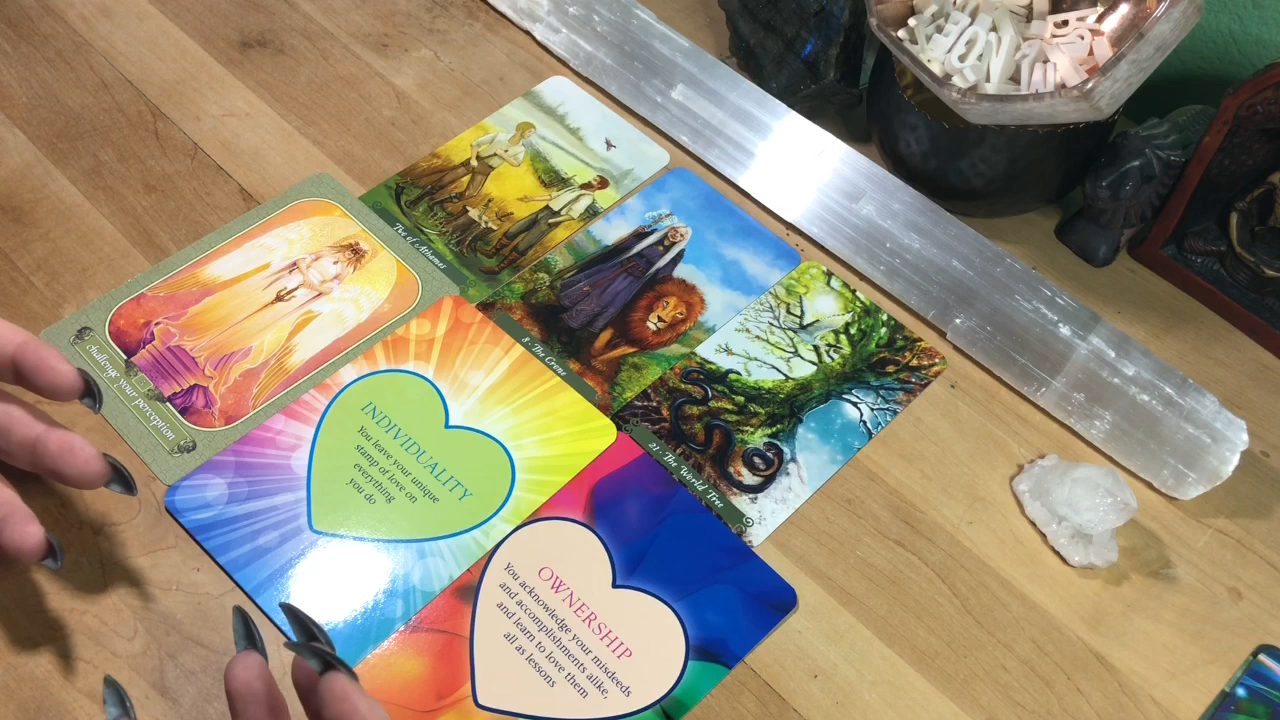 Two of Athames
8 · The Crone
21 · The World Tree
challenge your perception
INDIVIDUALITY
You leave your unique
stamp of love on
everything
you do
OWNERSHIP
You acknowledge your misdeeds
and accomplishments alike,
and learn to love them
all as lessons